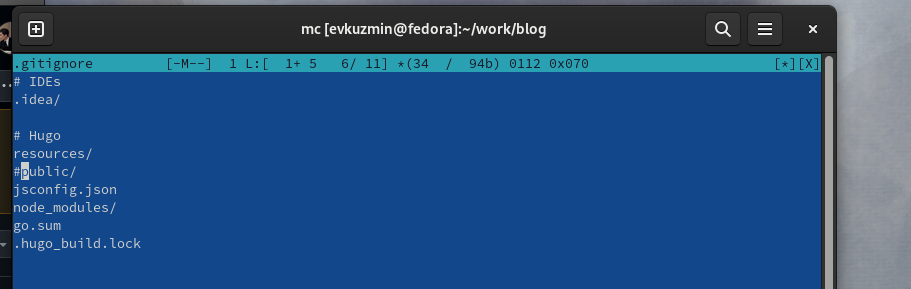 mc [evkuzmin@fedora]:~/work/blog
.gitignore [-M--] 1 L:[ 1+ 5 6/ 11] *(34 / 94b) 0112 0x070 [*][X]
# IDEs
.idea/
# Hugo
resources/
#public/
jsconfig.json
node_modules/
go.sum
.hugo_build.lock